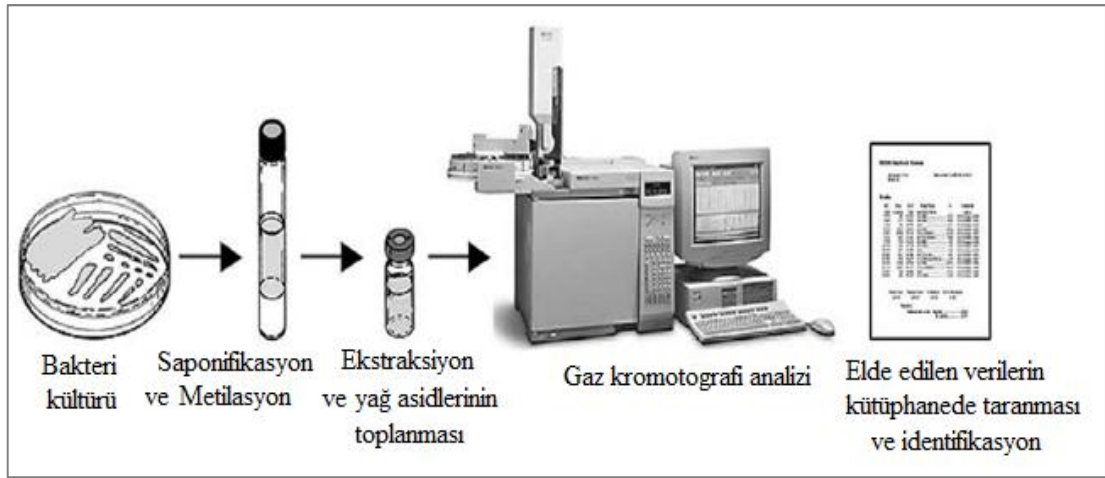 Bakteri
kültürü
Saponifikasyon
ve Metilasyon
Ekstraksiyon
ve yağ asidlerinin
toplanması
Gaz kromotografi analizi
Elde edilen verilerin
kütüphanede taranması
ve identifikasyon